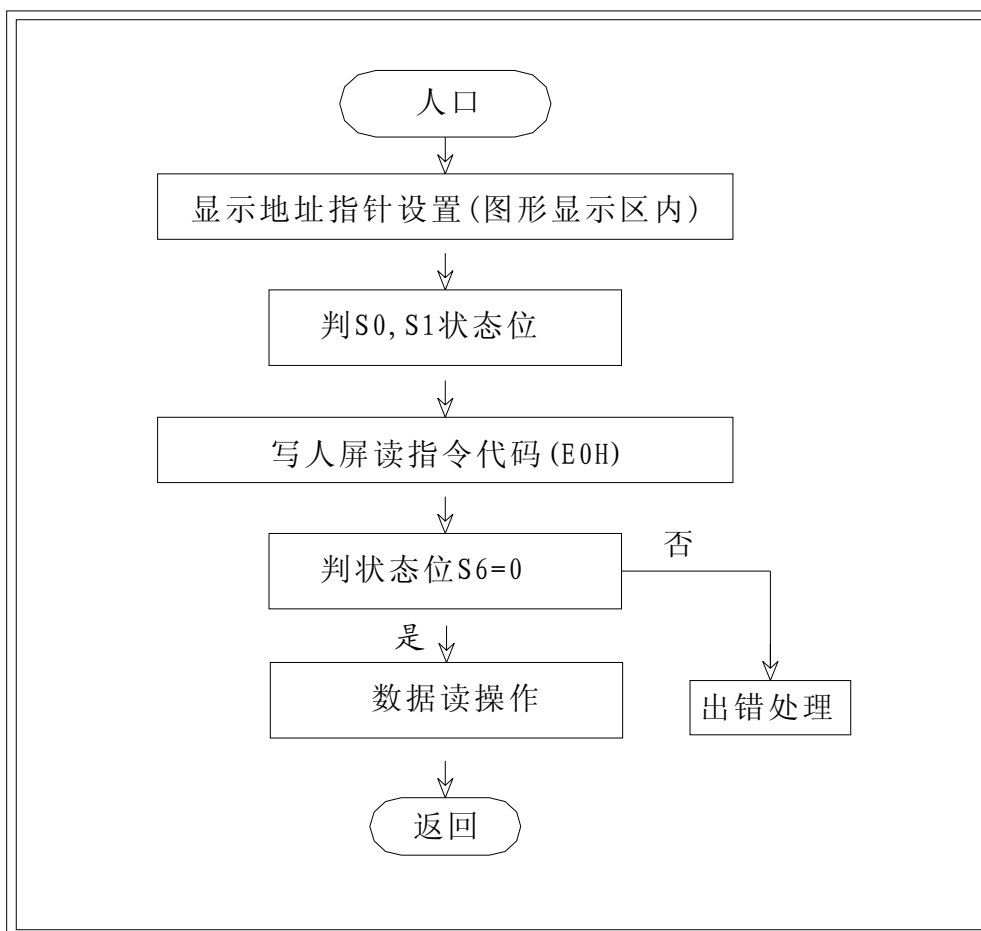 人口
显示地址指针设置(图形显示区内)
判S0,S1状态位
写人屏读指令代码(E0H)
判状态位S6=0
否
是
数据读操作
出错处理
返回